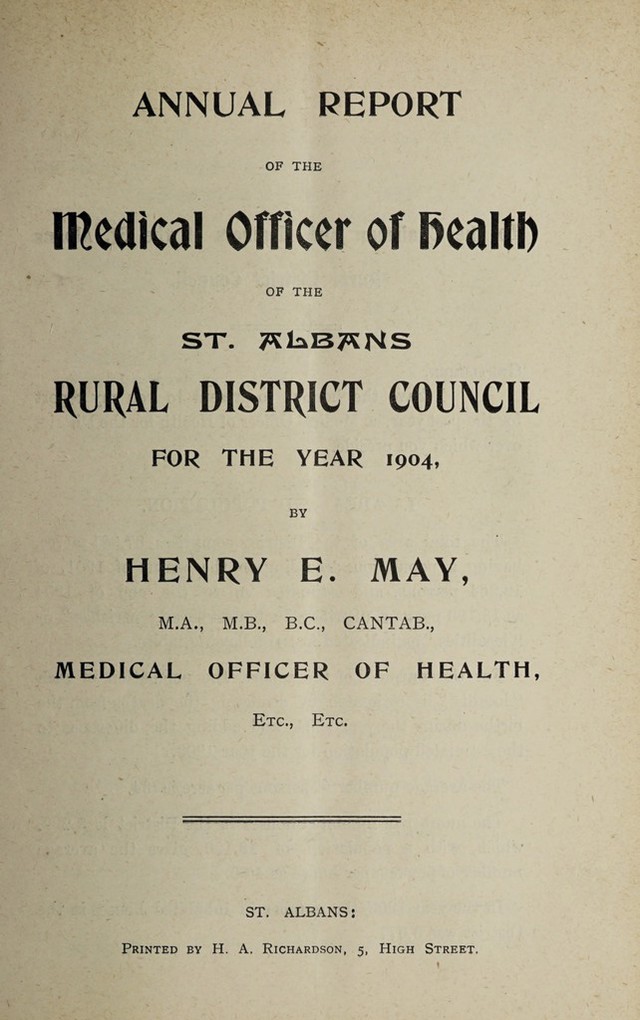 ANNUAL REPORT
OF THE
Medical Officer of Health
OF THE
ST. ALBANS
RURAL DISTRICT COUNCIL
FOR THE YEAR 1904,
BY
HENRY E. MAY,
M.A., M.B., B.C., CANTAB.,
MEDICAL OFFICER OF HEALTH,
ETC., ETC.
ST. ALBANS:
PRINTED BY H. A. RICHARDSON, 5, HIGH STREET.